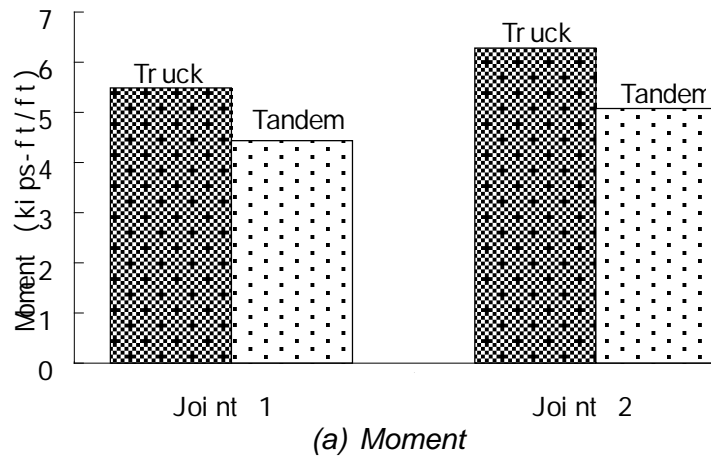 7
6
5
4
3
2
1
0
Moment (kips-ft/ft)
Truck
Tandem
Truck
Tandem
Joint 1
Joint 2
(a) Moment